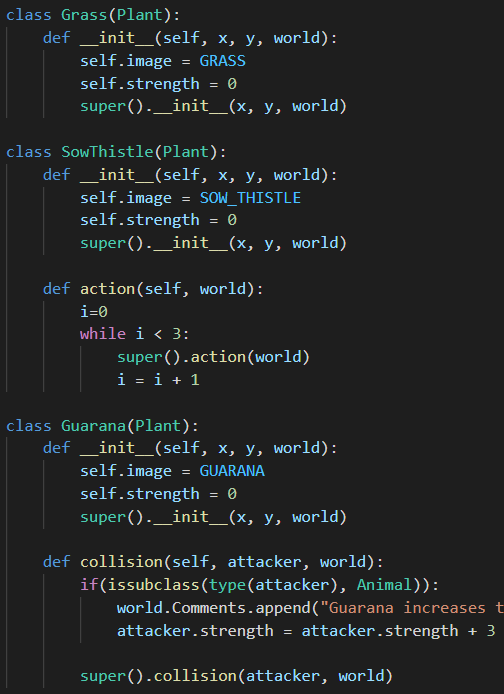 class Grass(Plant):
    def __init__(self, x, y, world):
        self.image = GRASS
        self.strength = 0
        super().__init__(x, y, world)

class SowThistle(Plant):
    def __init__(self, x, y, world):
        self.image = SOW_THISTLE
        self.strength = 0
        super().__init__(x, y, world)

    def action(self, world):
        i=0
        while i < 3:
            super().action(world)
            i = i + 1

class Guarana(Plant):
    def __init__(self, x, y, world):
        self.image = GUARANA
        self.strength = 0
        super().__init__(x, y, world)

    def collision(self, attacker, world):
        if(issubclass(type(attacker), Animal)):
            world.Comments.append("Guarana increases t
            attacker.strength = attacker.strength + 3

        super().collision(attacker, world)